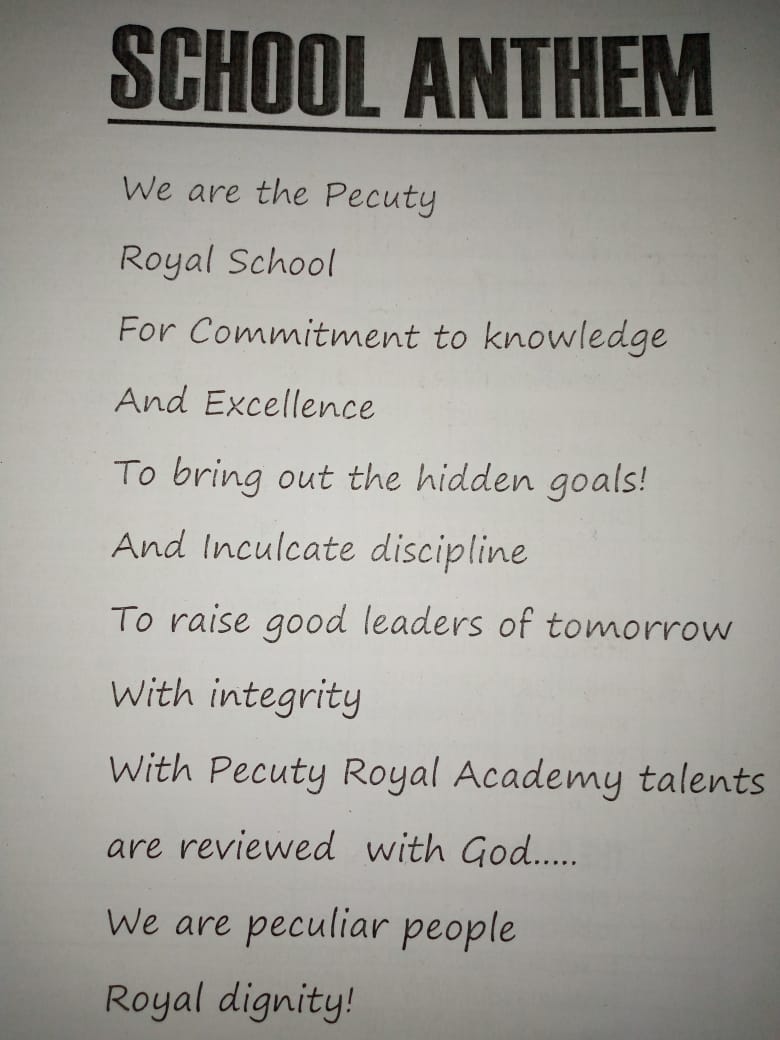 SCHOOL ANTHEM
We are the Pecuty
Royal School
For Commitment to knowledge
And Excellence
To bring out the hidden goals!
And Inculcate discipline
To raise good leaders of tomorrow
With integrity
With Pecuty Royal Academy talents
are reviewed with God.....
We are peculiar people
Royal dignity!